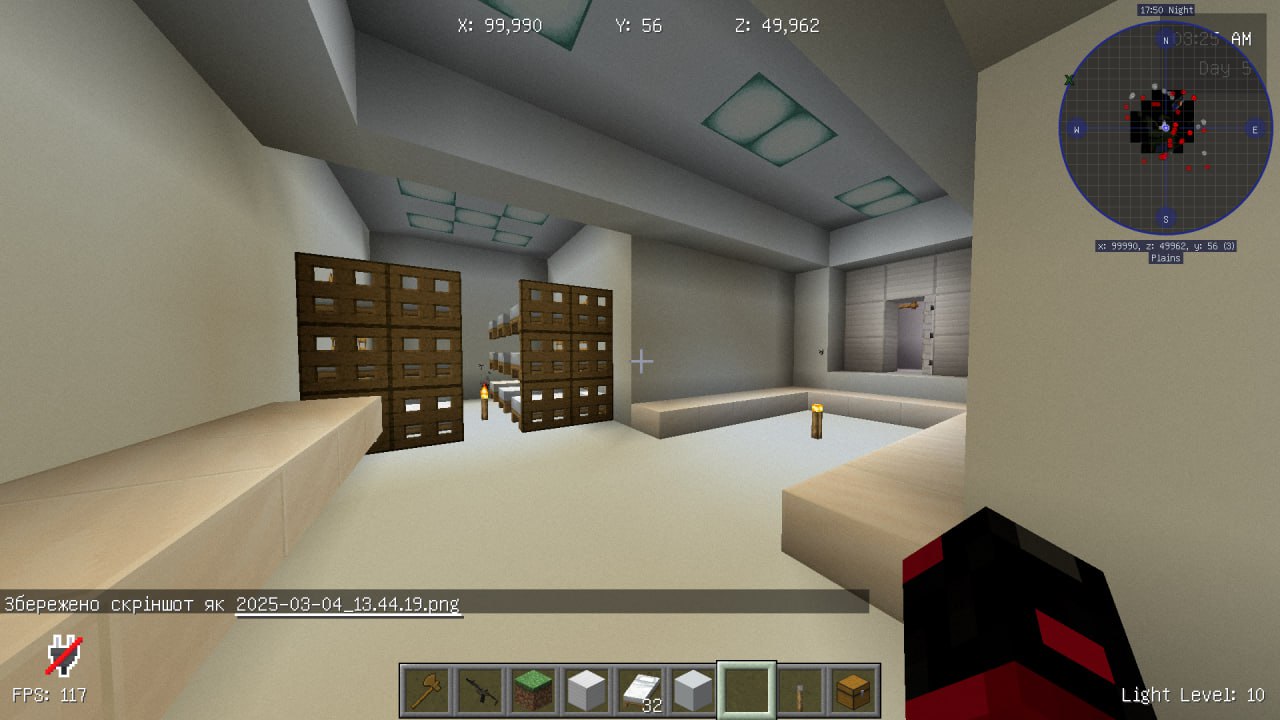 X: 99,990 Y: 56 Z: 49,962
17:50 Night
N
03:25 AM
Day 5
X
W
E
S
x: 99990, z: 49962, y: 56 (3)
Plains
Збережено скріншот як 2025-03-04_13.44.19.png
32
FPS: 117
Light Level: 10